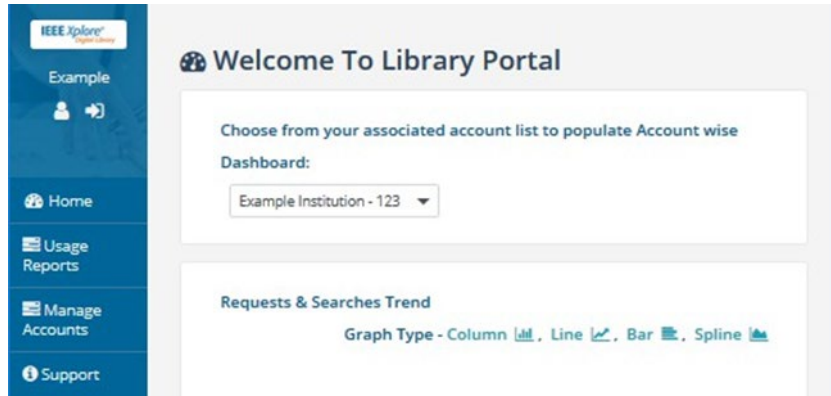 IEEE Xplore®
Digital Library
Example
Home
Usage
Reports
Manage
Accounts
Support
Welcome To Library Portal
Choose from your associated account list to populate Account wise
Dashboard:
Example Institution - 123
Requests & Searches Trend
Graph Type - Column , Line , Bar , Spline